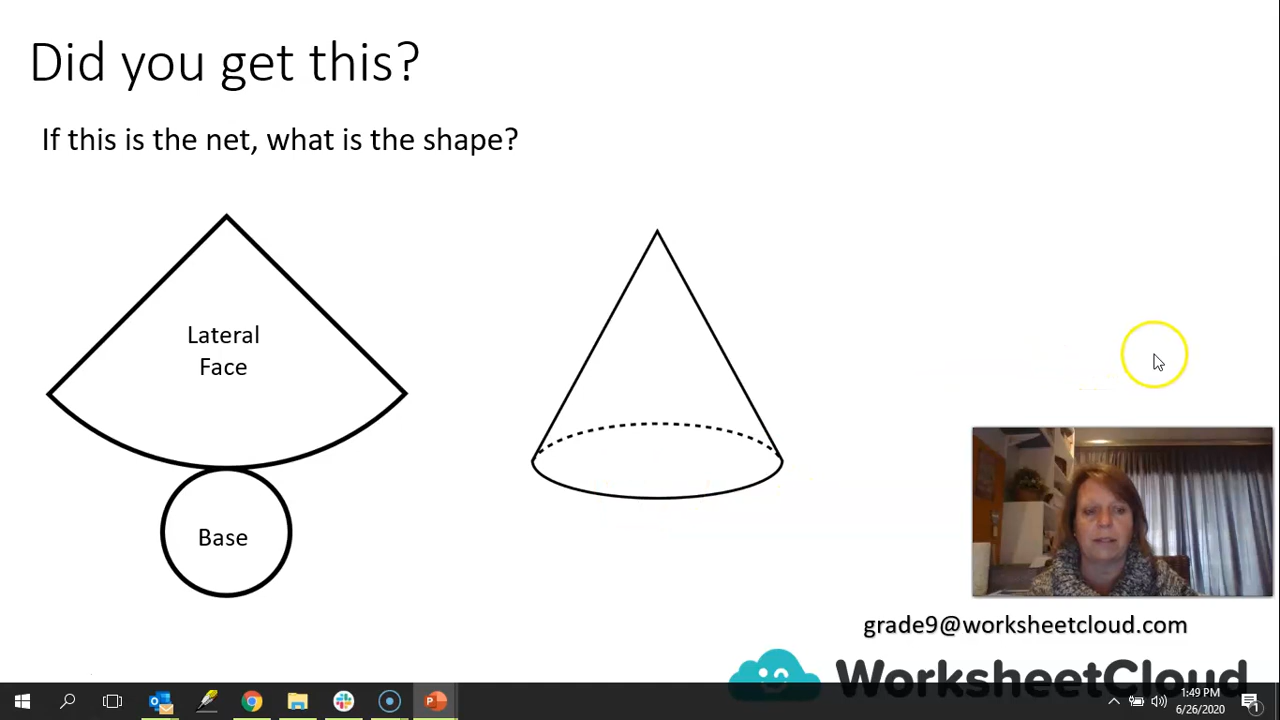 Did you get this?
If this is the net, what is the shape?
Lateral
Face
Base
grade9@worksheetcloud.com
WorksheetCloud
1:49 PM
6/26/2020